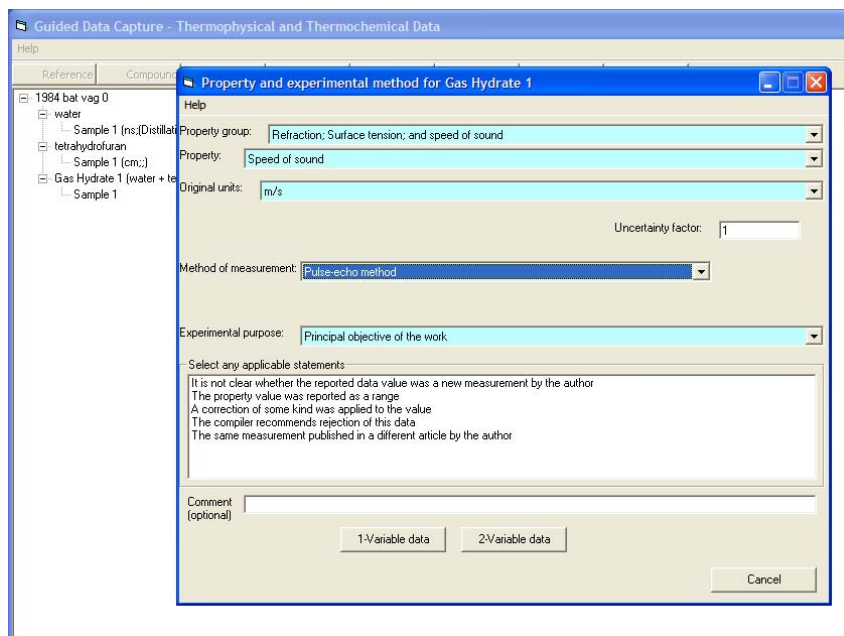 Guided Data Capture - Thermophysical and Thermochemical Data
Help
Reference Compound
1984 bat vag 0
water
Sample 1 (ns;(Distillati
tetrahydrofuran
Sample 1 (cm;;)
Gas Hydrate 1 (water + te
Sample 1
Property and experimental method for Gas Hydrate 1
Help
Property group: Refraction; Surface tension; and speed of sound
Property: Speed of sound
Original units: m/s
Uncertainty factor: 1
Method of measurement: Pulse-echo method
Experimental purpose: Principal objective of the work
Select any applicable statements
It is not clear whether the reported data value was a new measurement by the author
The property value was reported as a range
A correction of some kind was applied to the value
The compiler recommends rejection of this data
The same measurement published in a different article by the author
Comment
(optional)
1-Variable data 2-Variable data
Cancel